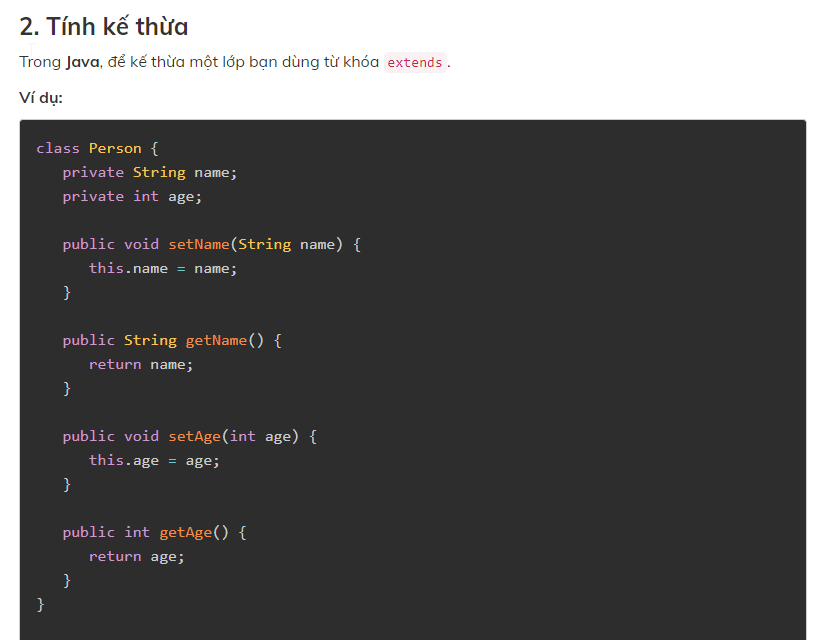 2. Tính kế thừa
Trong Java, để kế thừa một lớp bạn dùng từ khóa extends.
Ví dụ:
class Person {
   private String name;
   private int age;

   public void setName(String name) {
      this.name = name;
   }

   public String getName() {
      return name;
   }

   public void setAge(int age) {
      this.age = age;
   }

   public int getAge() {
      return age;
   }
}